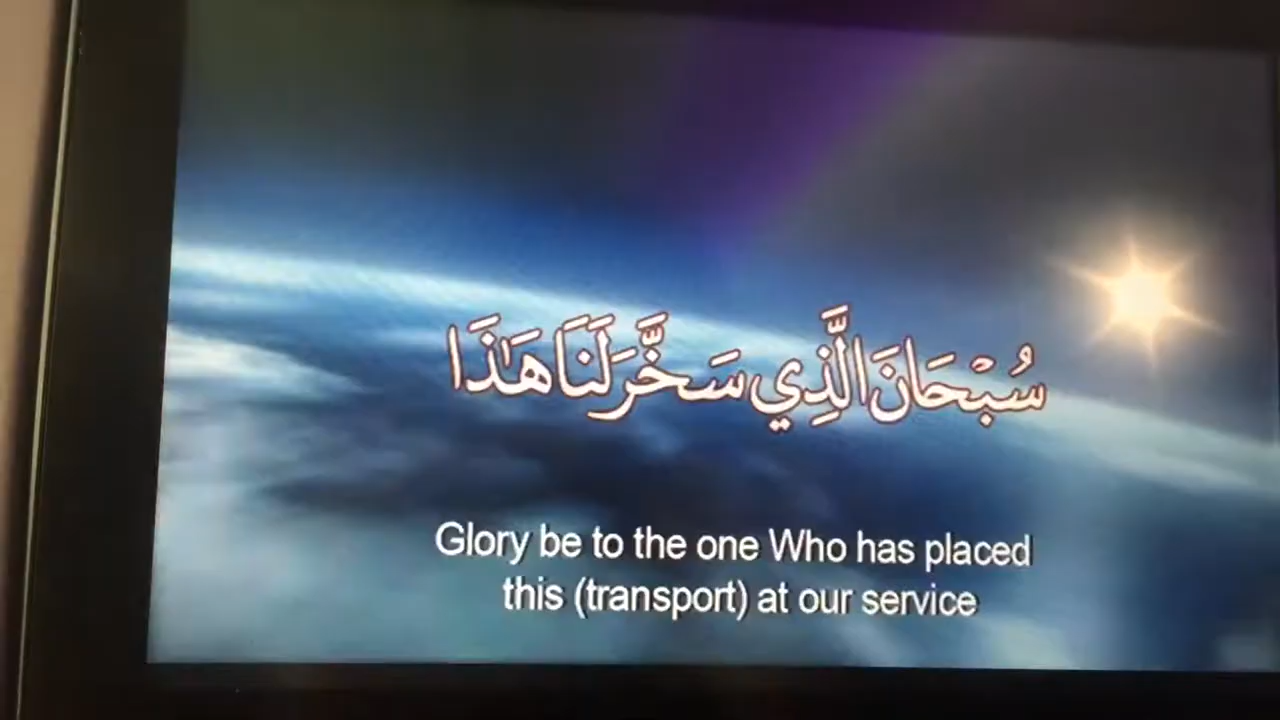 سُبْحَانَ الَّذِي سَخَّرَ لَنَا هَٰذَا
Glory be to the one Who has placed
this (transport) at our service